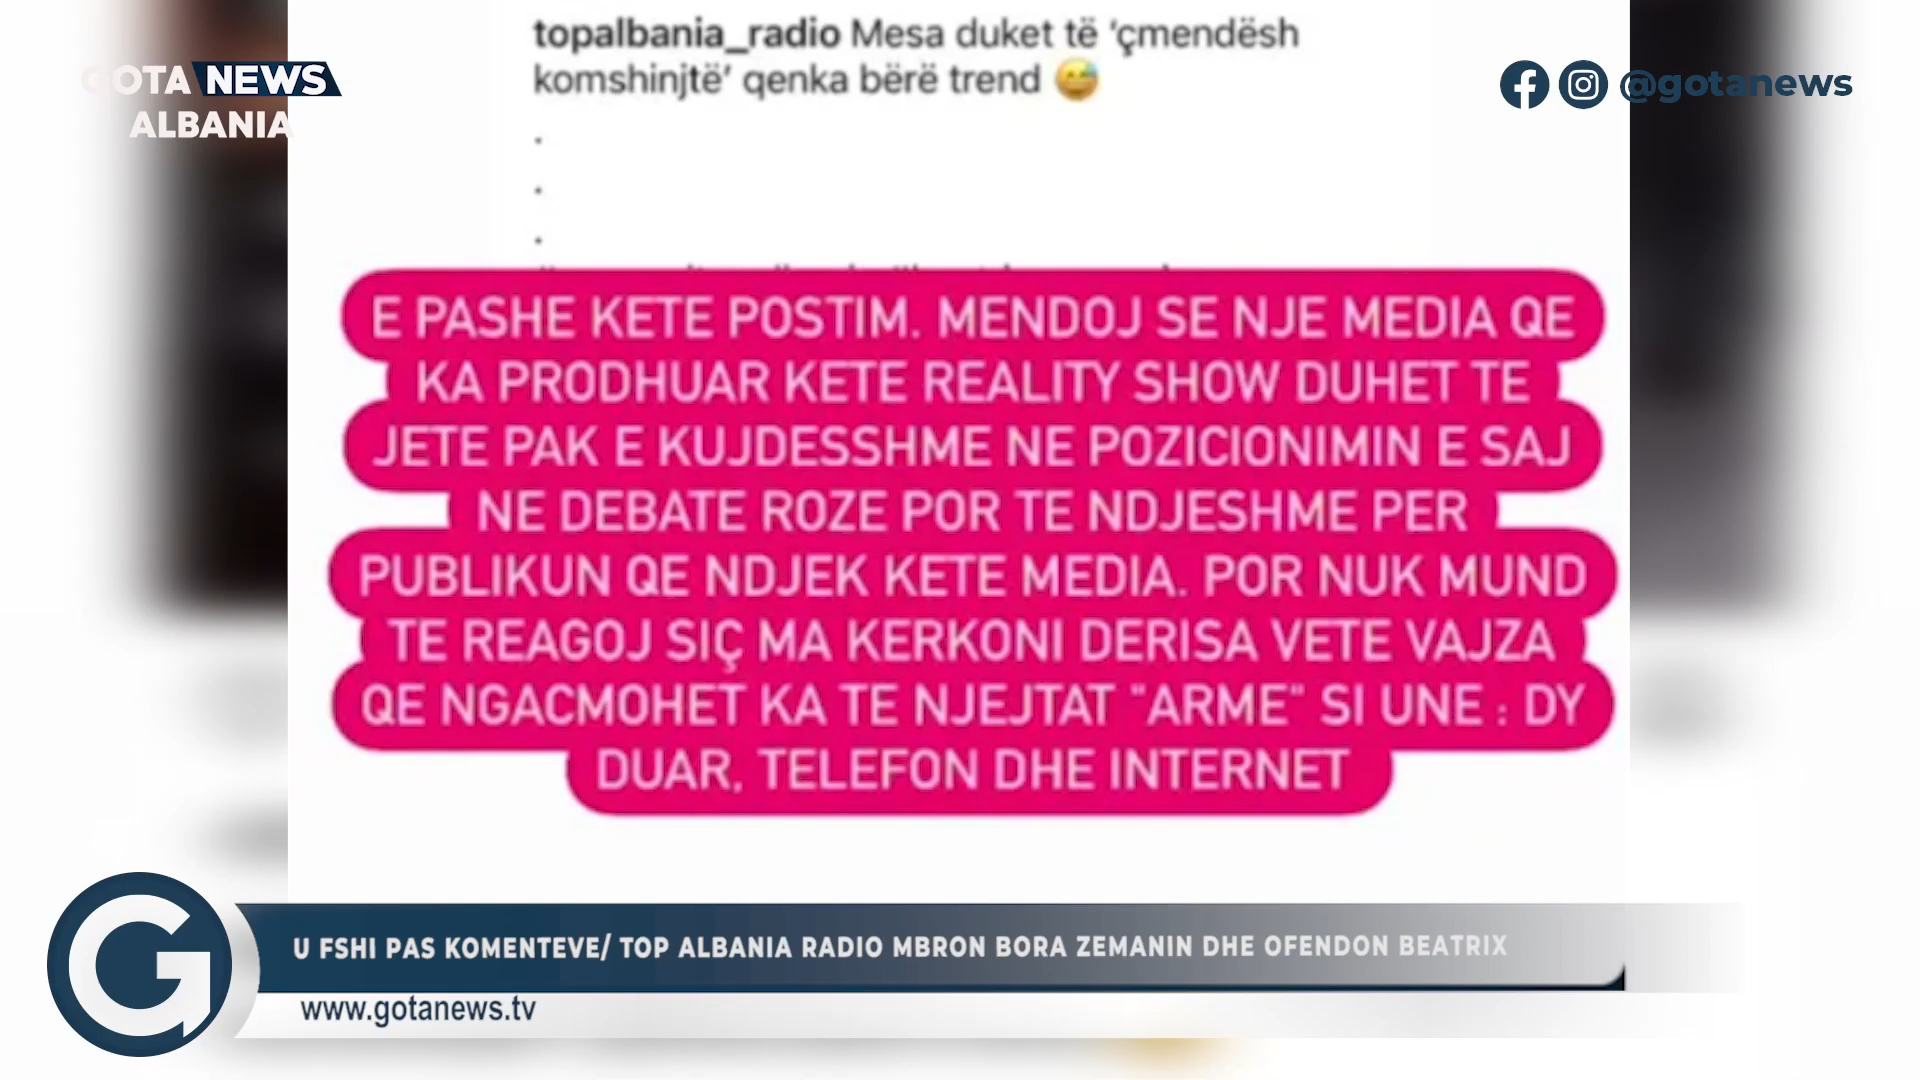 topalbania_radio Mesa duket të ‘çmendësh
komshinjtë’ qenka bërë trend 😅
.
.
.
GOTA NEWS
ALBANIA
@gotanews
E PASHE KETE POSTIM. MENDOJ SE NJE MEDIA QE
KA PRODHUAR KETE REALITY SHOW DUHET TE
JETE PAK E KUJDESSHME NE POZICIONIMIN E SAJ
NE DEBATE ROZE POR TE NDJESHME PER
PUBLIKUN QE NDJEK KETE MEDIA. POR NUK MUND
TE REAGOJ SIÇ MA KERKONI DERISA VETE VAJZA
QE NGACMOHET KA TE NJEJTAT "ARME" SI UNE : DY
DUAR, TELEFON DHE INTERNET
U FSHI PAS KOMENTEVE/ TOP ALBANIA RADIO MBRON BORA ZEMANIN DHE OFENDON BEATRIX
www.gotanews.tv